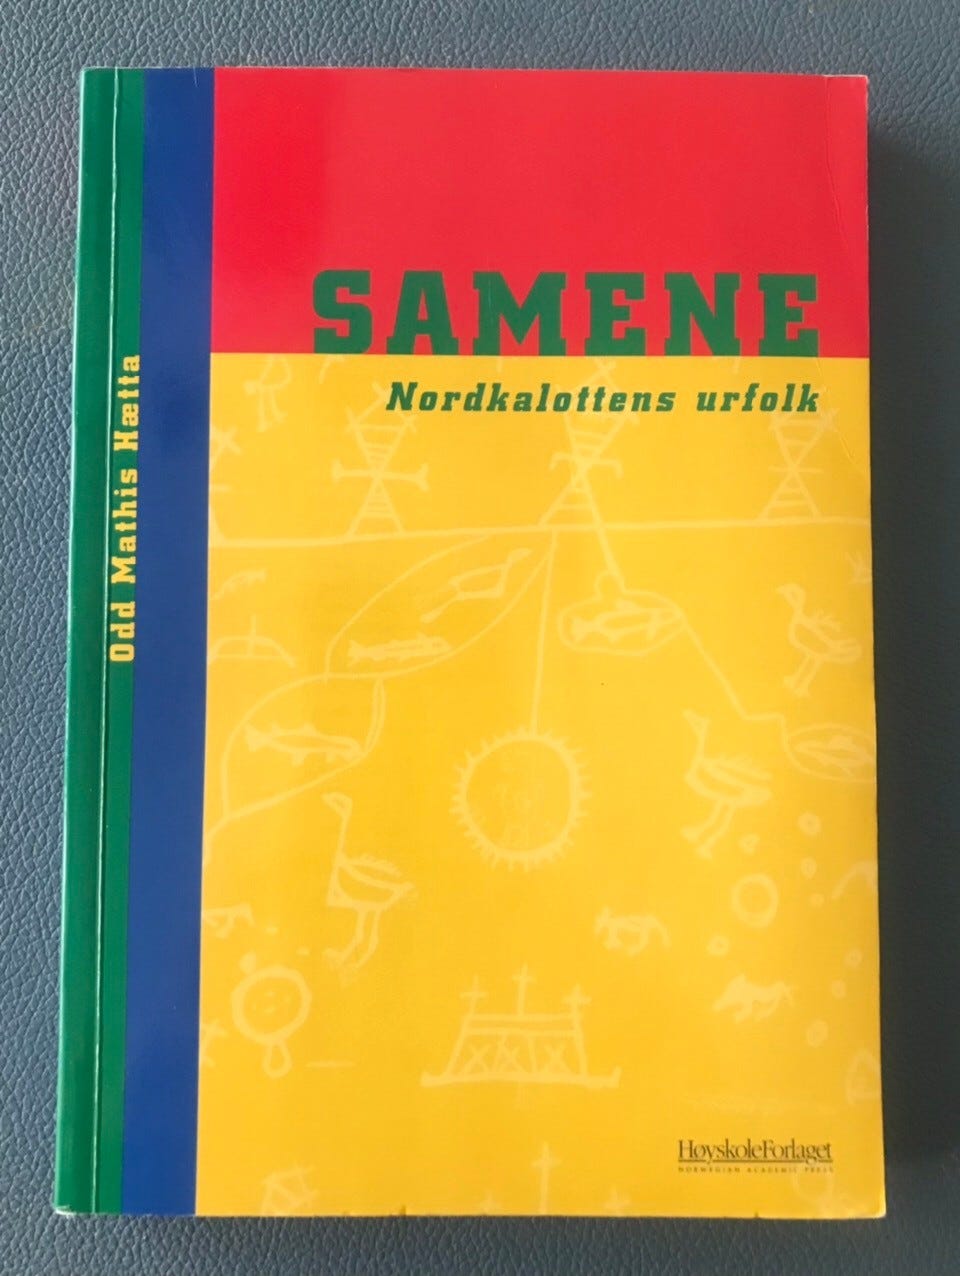 SAMENE
Nordkalottens urfolk
Odd Mathis Hætta
HøyskoleForlaget
NORWEGIAN ACADEMIC PRESS